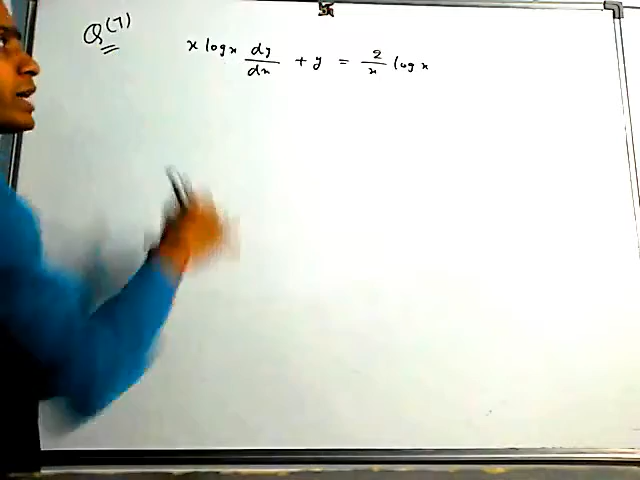 Q(7) x log x dy/dx + y = 2/x log x